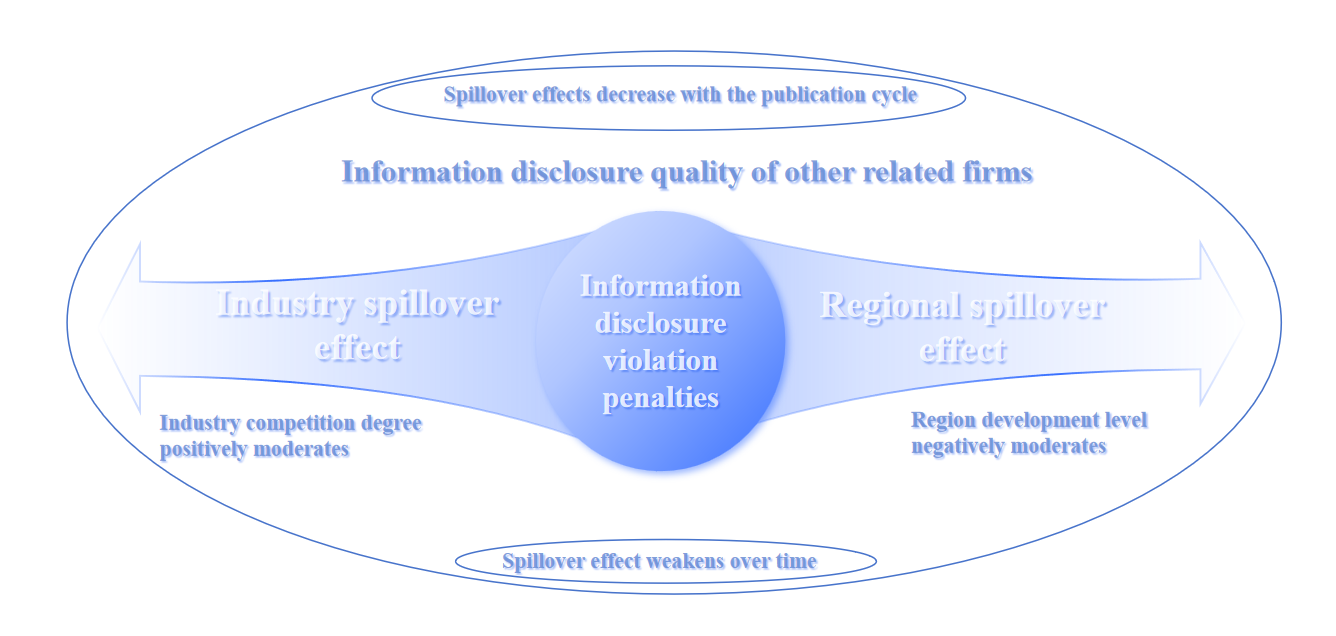 Spillover effects decrease with the publication cycle
Information disclosure quality of other related firms
Industry spillover
effect
Information
disclosure
violation
penalties
Regional spillover
effect
Industry competition degree
positively moderates
Region development level
negatively moderates
Spillover effect weakens over time